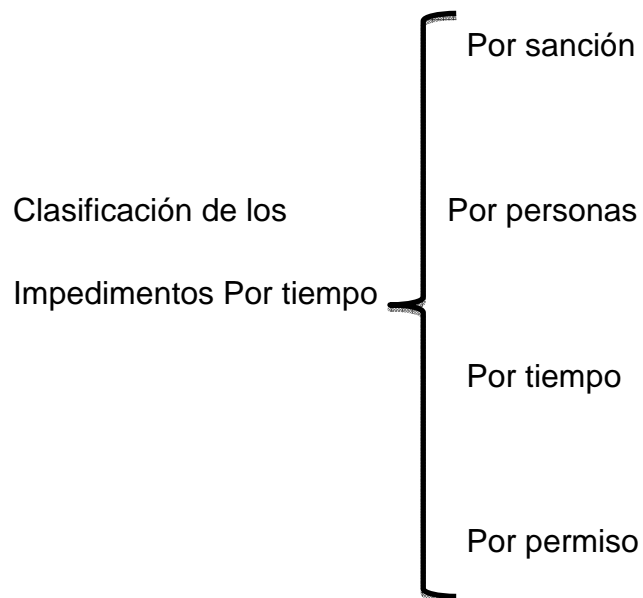 Clasificación de los
Impedimentos Por tiempo
Por sanción
Por personas
Por tiempo
Por permiso